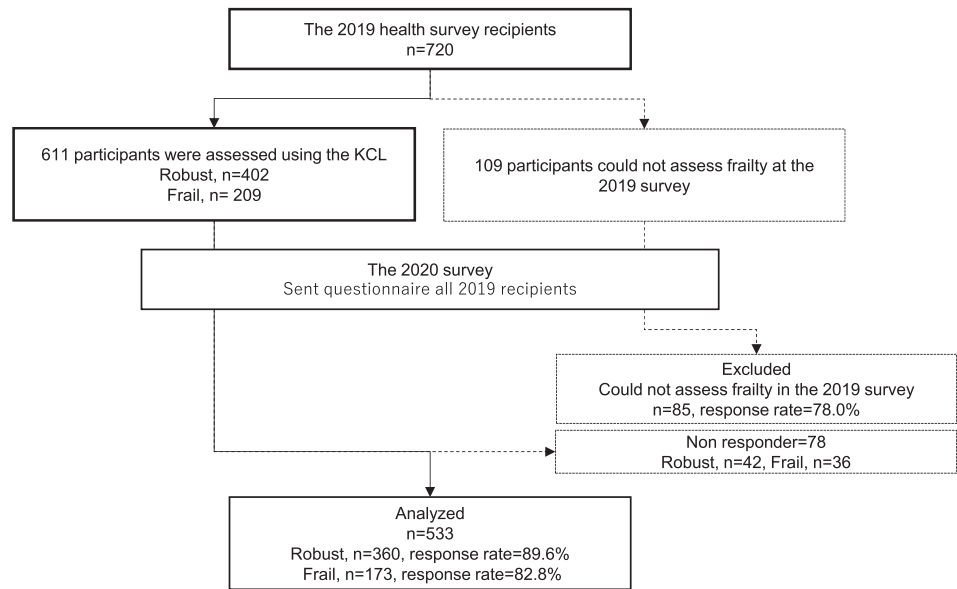 The 2019 health survey recipients
n=720
611 participants were assessed using the KCL
Robust, n=402
Frail, n= 209
109 participants could not assess frailty at the
2019 survey
The 2020 survey
Sent questionnaire all 2019 recipients
Excluded
Could not assess frailty in the 2019 survey
n=85, response rate=78.0%
Non responder=78
Robust, n=42, Frail, n=36
Analyzed
n=533
Robust, n=360, response rate=89.6%
Frail, n=173, response rate=82.8%